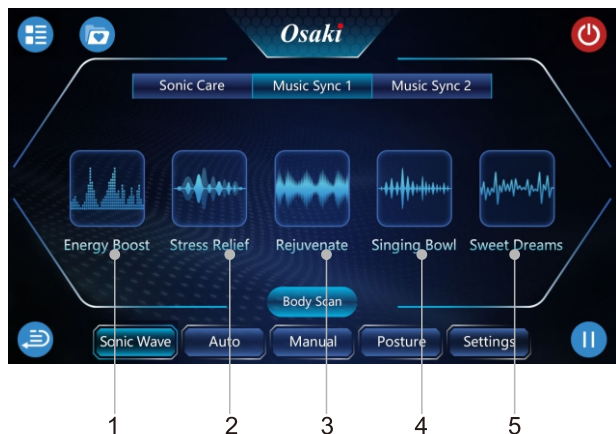 Osaki
Sonic Care Music Sync 1 Music Sync 2
Energy Boost Stress Relief Rejuvenate Singing Bowl Sweet Dreams
Body Scan
Sonic Wave Auto Manual Posture Settings
1 2 3 4 5